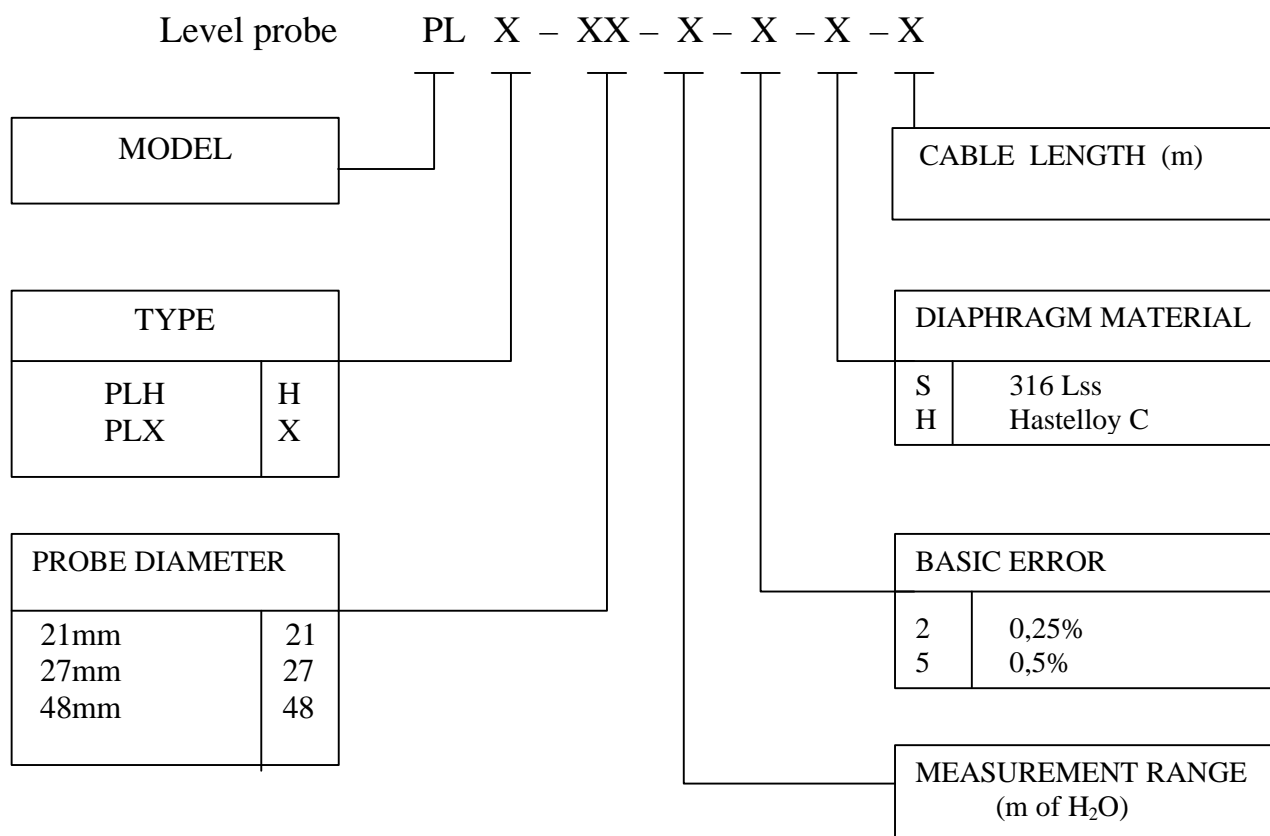 Level probe PL X – XX – X – X – X – X
MODEL
CABLE LENGTH (m)
TYPE
PLH H
PLX X
DIAPHRAGM MATERIAL
S 316 Lss
H Hastelloy C
PROBE DIAMETER
21mm 21
27mm 27
48mm 48
BASIC ERROR
2 0,25%
5 0,5%
MEASUREMENT RANGE
(m of H₂O)